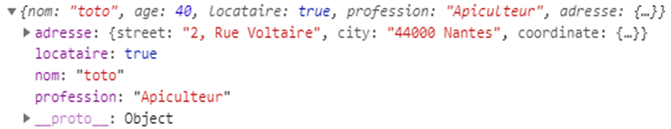 ▼{nom: "toto", age: 40, locataire: true, profession: "Apiculteur", adresse: {…}}
▶adresse: {street: "2, Rue Voltaire", city: "44000 Nantes", coordinate: {…}}
locataire: true
nom: "toto"
profession: "Apiculteur"
▶__proto__: Object